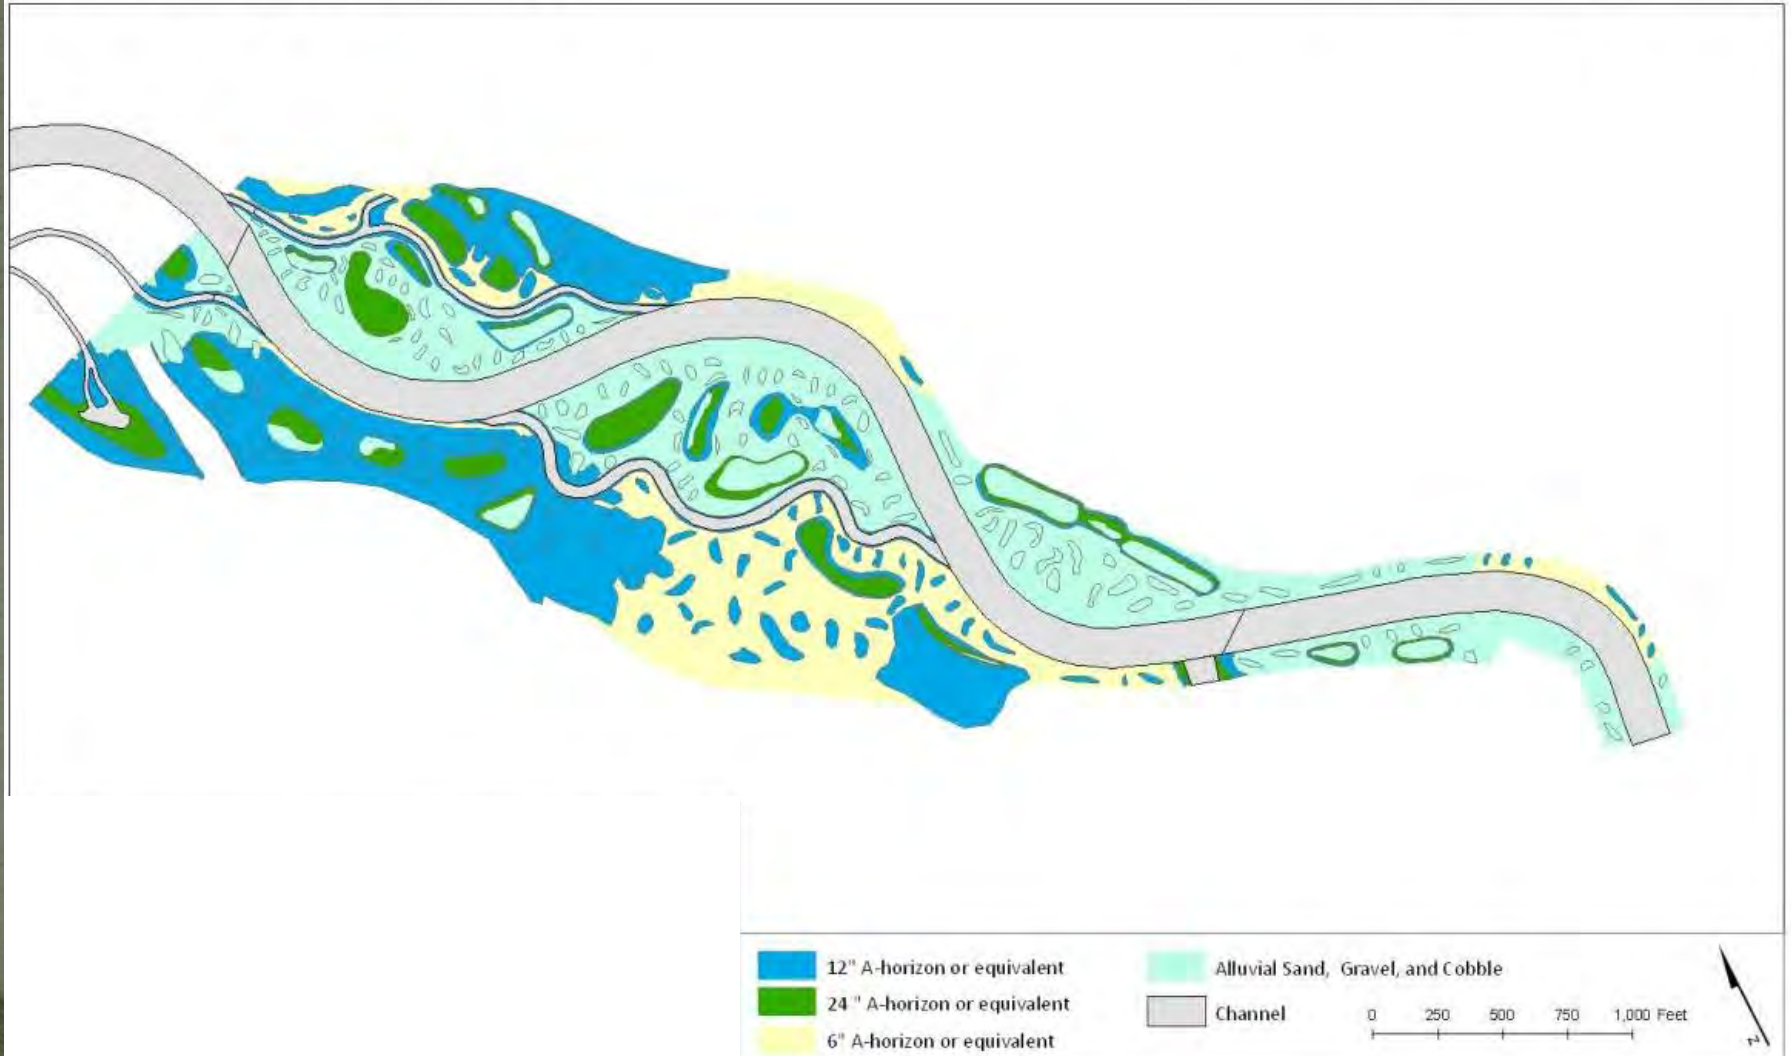 12" A-horizon or equivalent
24 " A-horizon or equivalent
6" A-horizon or equivalent
Alluvial Sand, Gravel, and Cobble
Channel
0 250 500 750 1,000 Feet
N